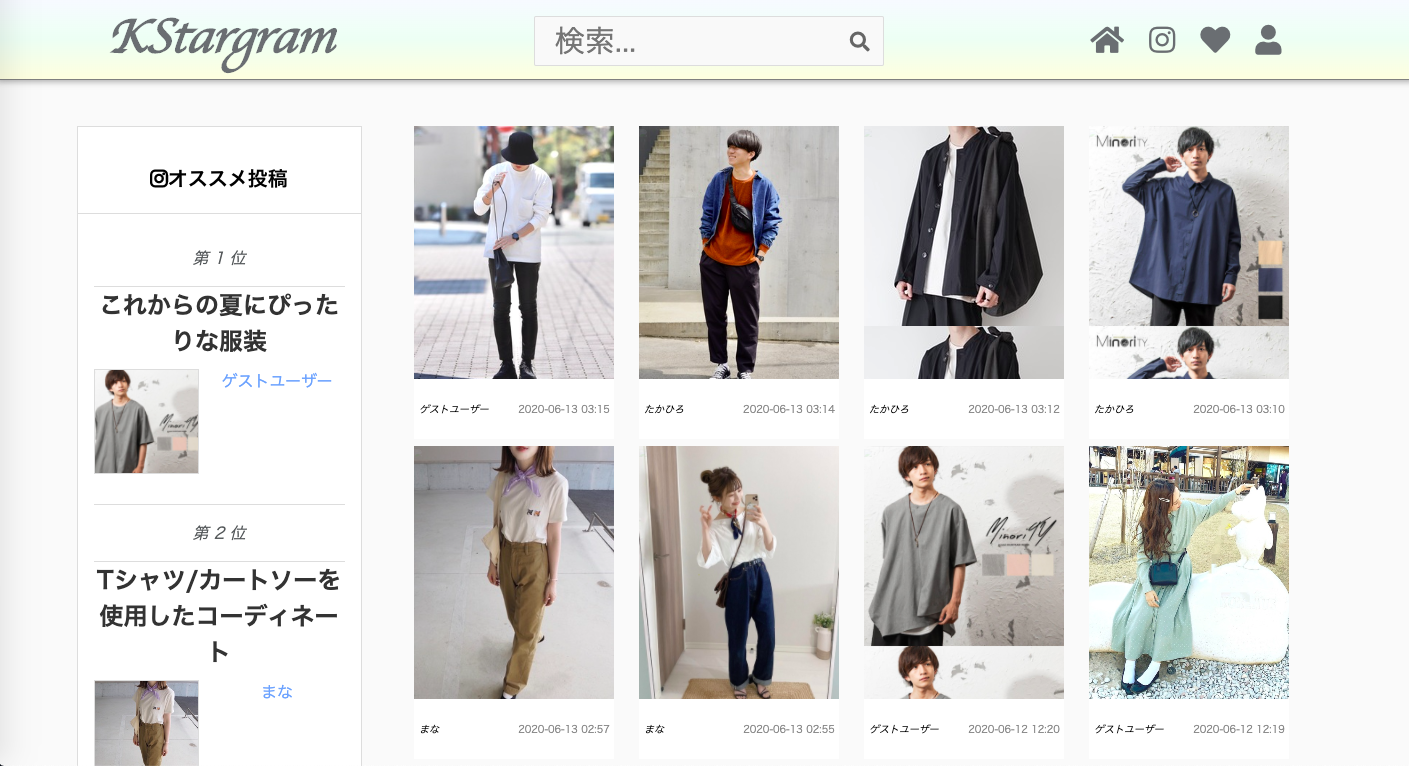 KStargram
検索...
オススメ投稿
第 1 位
これからの夏にぴった
りな服装
ゲストユーザー
MinoriTY
第 2 位
Tシャツ/カートソーを
使用したコーディネー
ト
まな
MinoriTY
MinoriTY
ゲストユーザー 2020-06-13 03:15
たかひろ 2020-06-13 03:14
たかひろ 2020-06-13 03:12
たかひろ 2020-06-13 03:10
MinoriTY
まな 2020-06-13 02:57
まな 2020-06-13 02:55
ゲストユーザー 2020-06-12 12:20
ゲストユーザー 2020-06-12 12:19